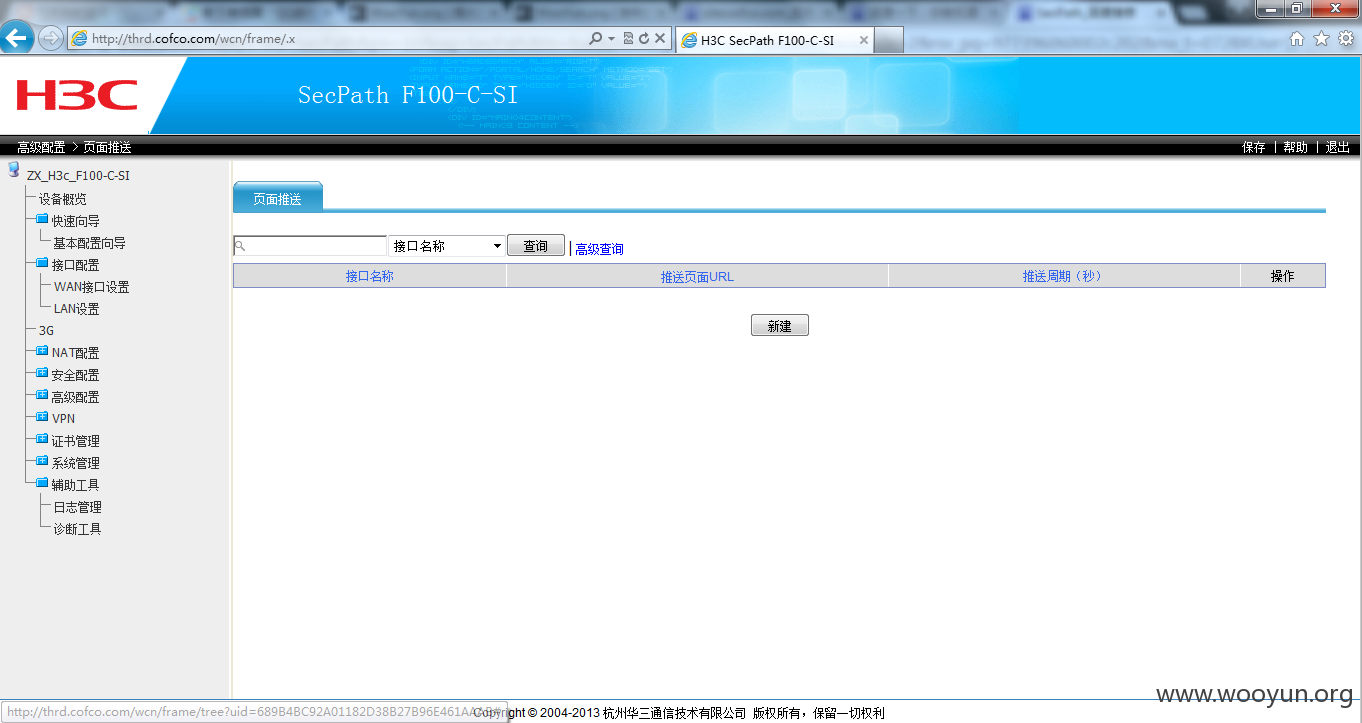 http://thrd.cofco.com/wcn/frame/.x
H3C SecPath F100-C-SI
H3C
SecPath F100-C-SI
高级配置 > 页面推送
保存 | 帮助 | 退出
ZX_H3c_F100-C-SI
设备概览
快速向导
基本配置向导
接口配置
WAN接口设置
LAN设置
3G
NAT配置
安全配置
高级配置
VPN
证书管理
系统管理
辅助工具
日志管理
诊断工具
页面推送
接口名称 查询 | 高级查询
接口名称 推送页面URL 推送周期（秒） 操作
新建
www.wooyun.org
http://thrd.cofco.com/wcn/frame/tree?uid=689B4BC92A01182D38B27B96E461A
Copyright © 2004-2013 杭州华三通信技术有限公司 版权所有，保留一切权利